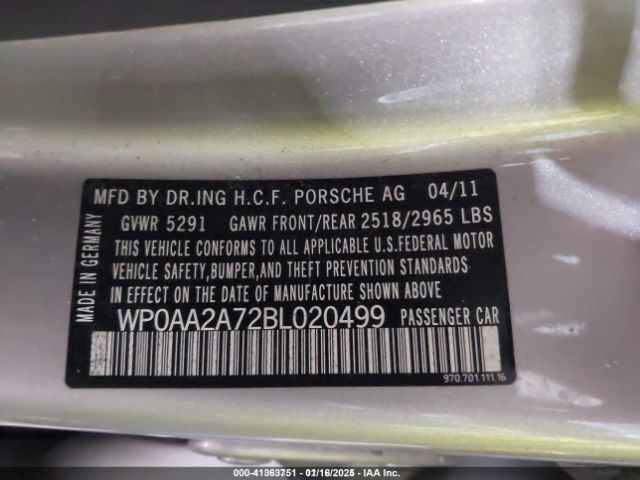 MFD BY DR.ING H.C.F. PORSCHE AG 04/11
GVWR 5291 GAWR FRONT/REAR 2518/2965 LBS
THIS VEHICLE CONFORMS TO ALL APPLICABLE U.S.FEDERAL MOTOR
VEHICLE SAFETY,BUMPER,AND THEFT PREVENTION STANDARDS
IN EFFECT ON THE DATE OF MANUFACTURE SHOWN ABOVE
WP0AA2A72BL020499 PASSENGER CAR
MADE IN GERMANY
970.701.111.16
000-41363751 - 01/16/2025 - IAA Inc.